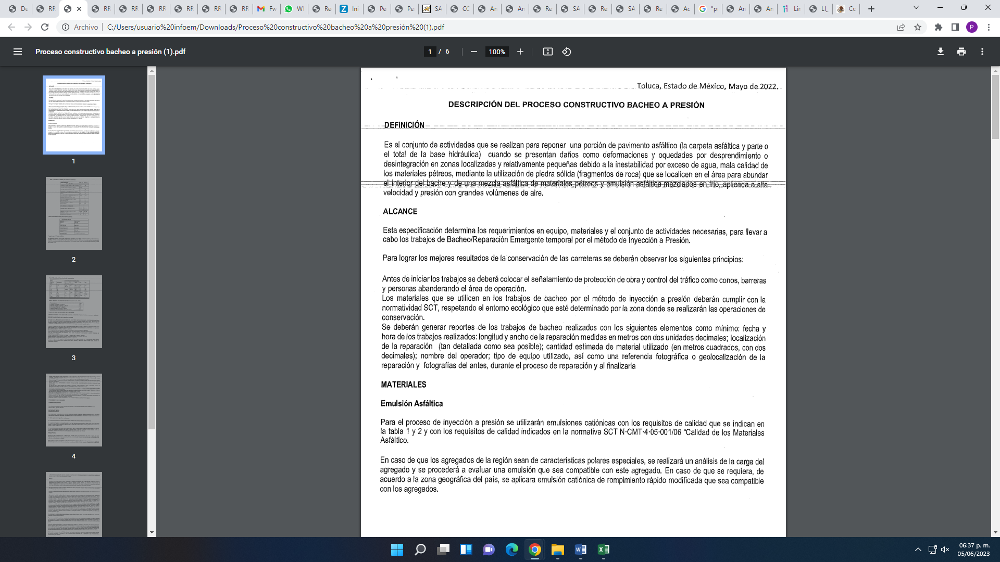 De
RR
RR
RR
RR
RR
RR
RR
Fw
Wl
Re
Ini
Pe
Pe
SA
CC
An
An
Re
SA
Re
SA
Re
Ac
"p
An
An
Lin
LI_
Cc
Archivo
C:/Users/usuario%20infoem/Downloads/Proceso%20constructivo%20bacheo%20a%20presión%20(1).pdf
P
Proceso constructivo bacheo a presión (1).pdf
1 / 6
100%
1
2
3
4
Toluca, Estado de México, Mayo de 2022.
DESCRIPCIÓN DEL PROCESO CONSTRUCTIVO BACHEO A PRESIÓN
DEFINICIÓN
Es el conjunto de actividades que se realizan para reponer una porción de pavimento asfáltico (la carpeta asfáltica y parte o
el total de la base hidráulica) cuando se presentan daños como deformaciones y oquedades por desprendimiento o
desintegración en zonas localizadas y relativamente pequeñas debido a la inestabilidad por exceso de agua, mala calidad de
los materiales pétreos, mediante la utilización de piedra sólida (fragmentos de roca) que se localicen en el área para abundar
el interior del bache y de una mezcla asfáltica de materiales pétreos y emulsión asfáltica mezclados en frio, aplicada a alta
velocidad y presión con grandes volúmenes de aire.
ALCANCE
Esta especificación determina los requerimientos en equipo, materiales y el conjunto de actividades necesarias, para llevar a
cabo los trabajos de Bacheo/Reparación Emergente temporal por el método de Inyección a Presión.
Para lograr los mejores resultados de la conservación de las carreteras se deberán observar los siguientes principios:
Antes de iniciar los trabajos se deberá colocar el señalamiento de protección de obra y control del tráfico como conos, barreras
y personas abanderando el área de operación.
Los materiales que se utilicen en los trabajos de bacheo por el método de inyección a presión deberán cumplir con la
normatividad SCT, respetando el entorno ecológico que esté determinado por la zona donde se realizarán las operaciones de
conservación.
Se deberán generar reportes de los trabajos de bacheo realizados con los siguientes elementos como mínimo: fecha y
hora de los trabajos realizados: longitud y ancho de la reparación medidas en metros con dos unidades decimales; localización
de la reparación (tan detallada como sea posible); cantidad estimada de material utilizado (en metros cuadrados, con dos
decimales); nombre del operador; tipo de equipo utilizado, así como una referencia fotográfica o geolocalización de la
reparación y fotografías del antes, durante el proceso de reparación y al finalizarla
MATERIALES
Emulsión Asfáltica
Para el proceso de inyección a presión se utilizarán emulsiones catiónicas con los requisitos de calidad que se indican en
la tabla 1 y 2 y con los requisitos de calidad indicados en la normativa SCT N·CMT·4·05·001/06 "Calidad de los Materiales
Asfáltico.
En caso de que los agregados de la región sean de características polares especiales, se realizará un análisis de la carga del
agregado y se procederá a evaluar una emulsión que sea compatible con este agregado. En caso de que se requiera, de
acuerdo a la zona geográfica del país, se aplicara emulsión catiónica de rompimiento rápido modificada que sea compatible
con los agregados.
06:37 p. m.
05/06/2023